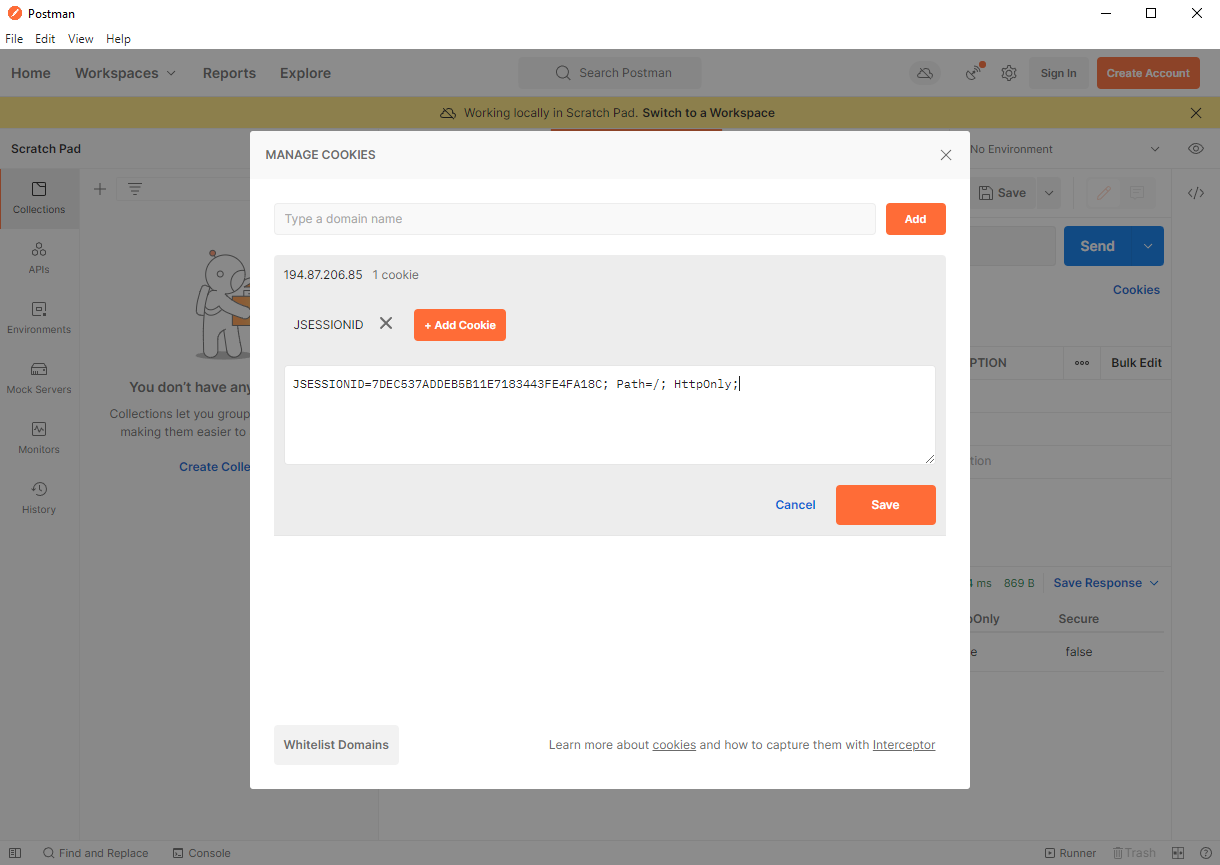 Postman
File Edit View Help
Home Workspaces Reports Explore Search Postman Sign In Create Account
Working locally in Scratch Pad. Switch to a Workspace
Scratch Pad
No Environment
MANAGE COOKIES
Collections
APIs
Environments
Mock Servers
Monitors
History
You don't have any
Collections let you group
making them easier to
Create Colle
Save
Send
Cookies
PTION
Bulk Edit
tion
Type a domain name Add
194.87.206.85 1 cookie
JSESSIONID + Add Cookie
JSESSIONID=7DEC537ADDEB5B11E7183443FE4FA18C; Path=/; HttpOnly;
Cancel Save
ms 869 B Save Response
Only Secure
e false
Whitelist Domains Learn more about cookies and how to capture them with Interceptor
Find and Replace Console Runner Trash